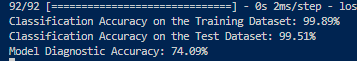 92/92 [==============================] - 0s 2ms/step - los
Classification Accuracy on the Training Dataset: 99.89%
Classification Accuracy on the Test Dataset: 99.51%
Model Diagnostic Accuracy: 74.09%